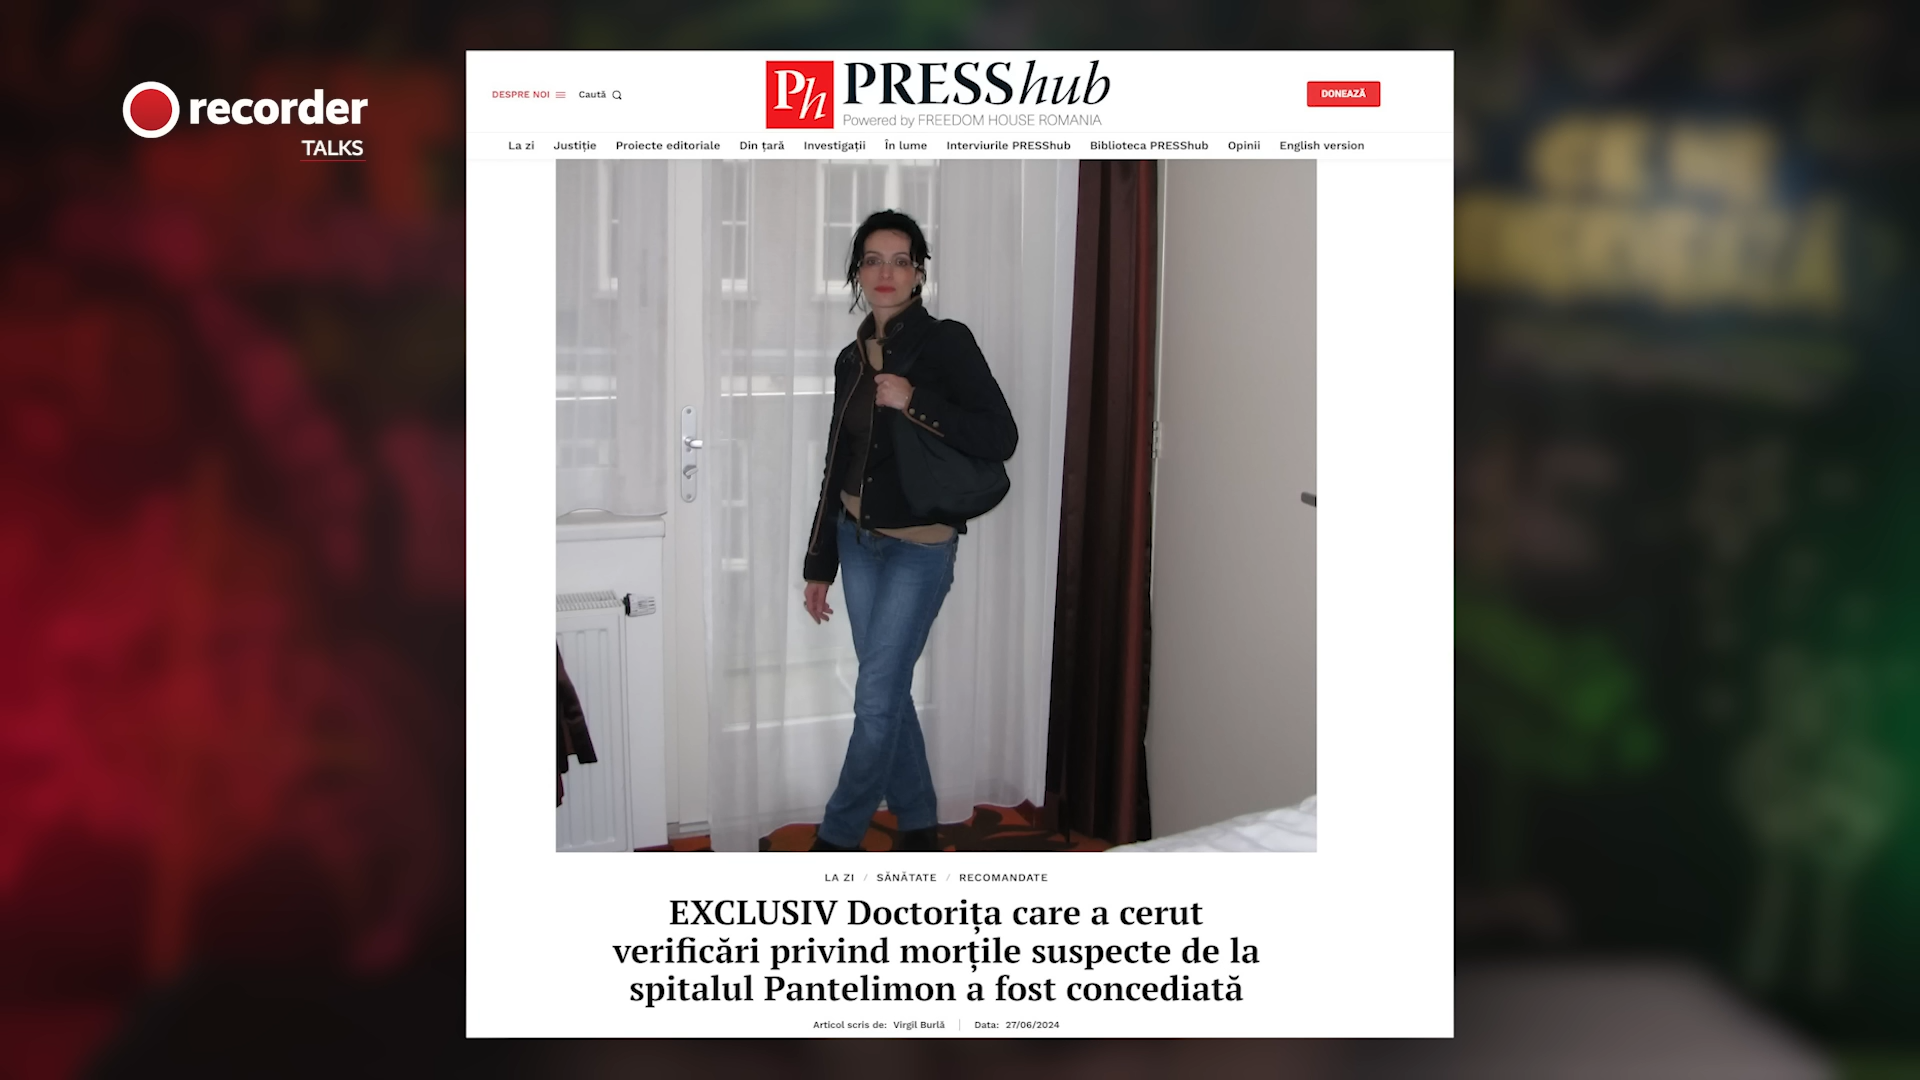 recorder
TALKS
DESPRE NOI
Caută
Ph
PRESShub
Powered by FREEDOM HOUSE ROMANIA
DONEAZĂ
La zi Justiție Proiecte editoriale Din țară Investigații În lume Interviurile PRESShub Biblioteca PRESShub Opinii English version
LA ZI / SĂNĂTATE / RECOMANDATE
EXCLUSIV Doctorița care a cerut
verificări privind morțile suspecte de la
spitalul Pantelimon a fost concediată
Articol scris de: Virgil Burlă | Data: 27/06/2024